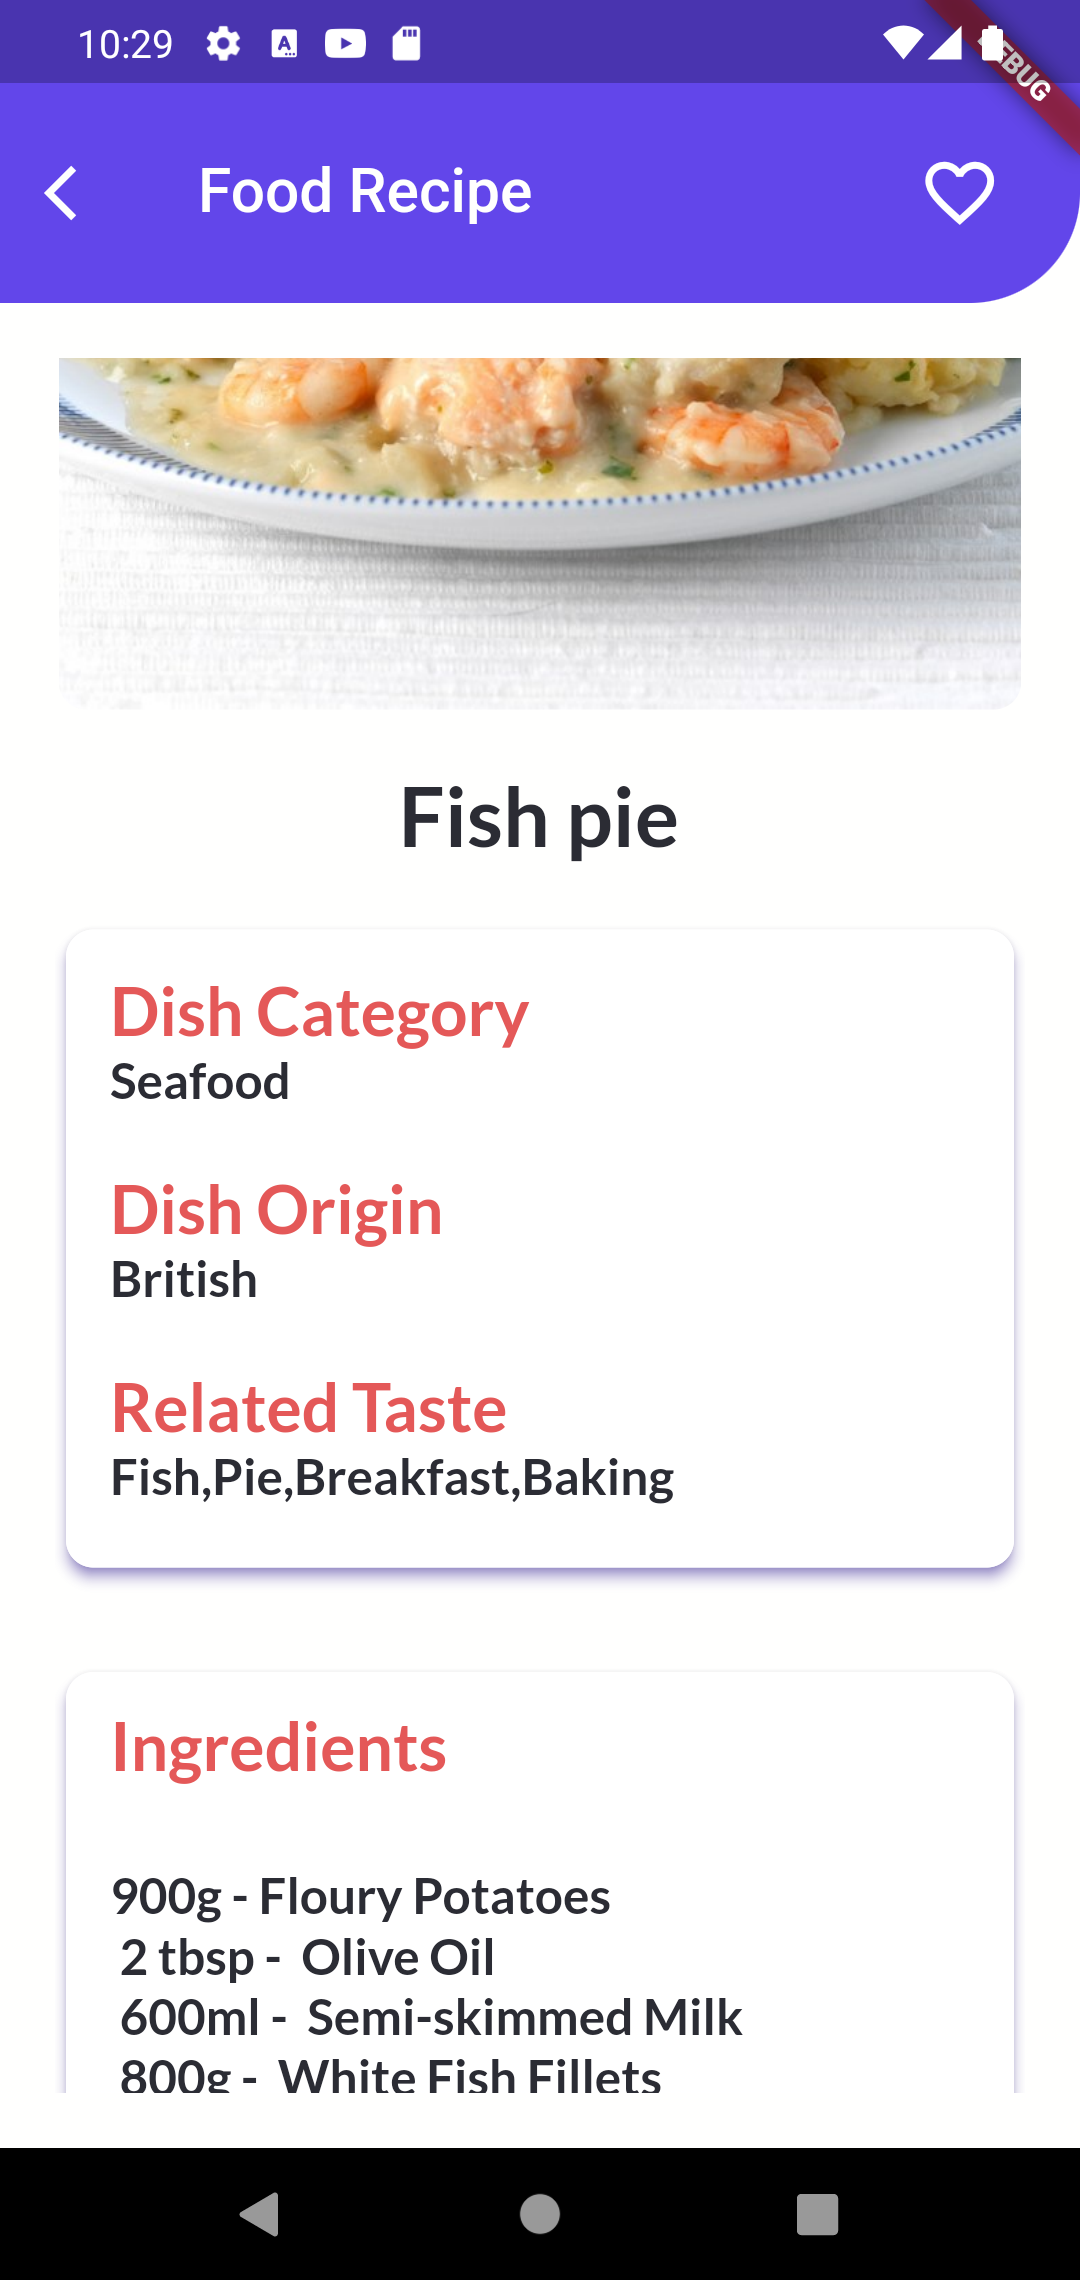 10:29
DEBUG
Food Recipe
Fish pie
Dish Category
Seafood
Dish Origin
British
Related Taste
Fish,Pie,Breakfast,Baking
Ingredients
900g - Floury Potatoes
2 tbsp -  Olive Oil
600ml -  Semi-skimmed Milk
800g -  White Fish Fillets